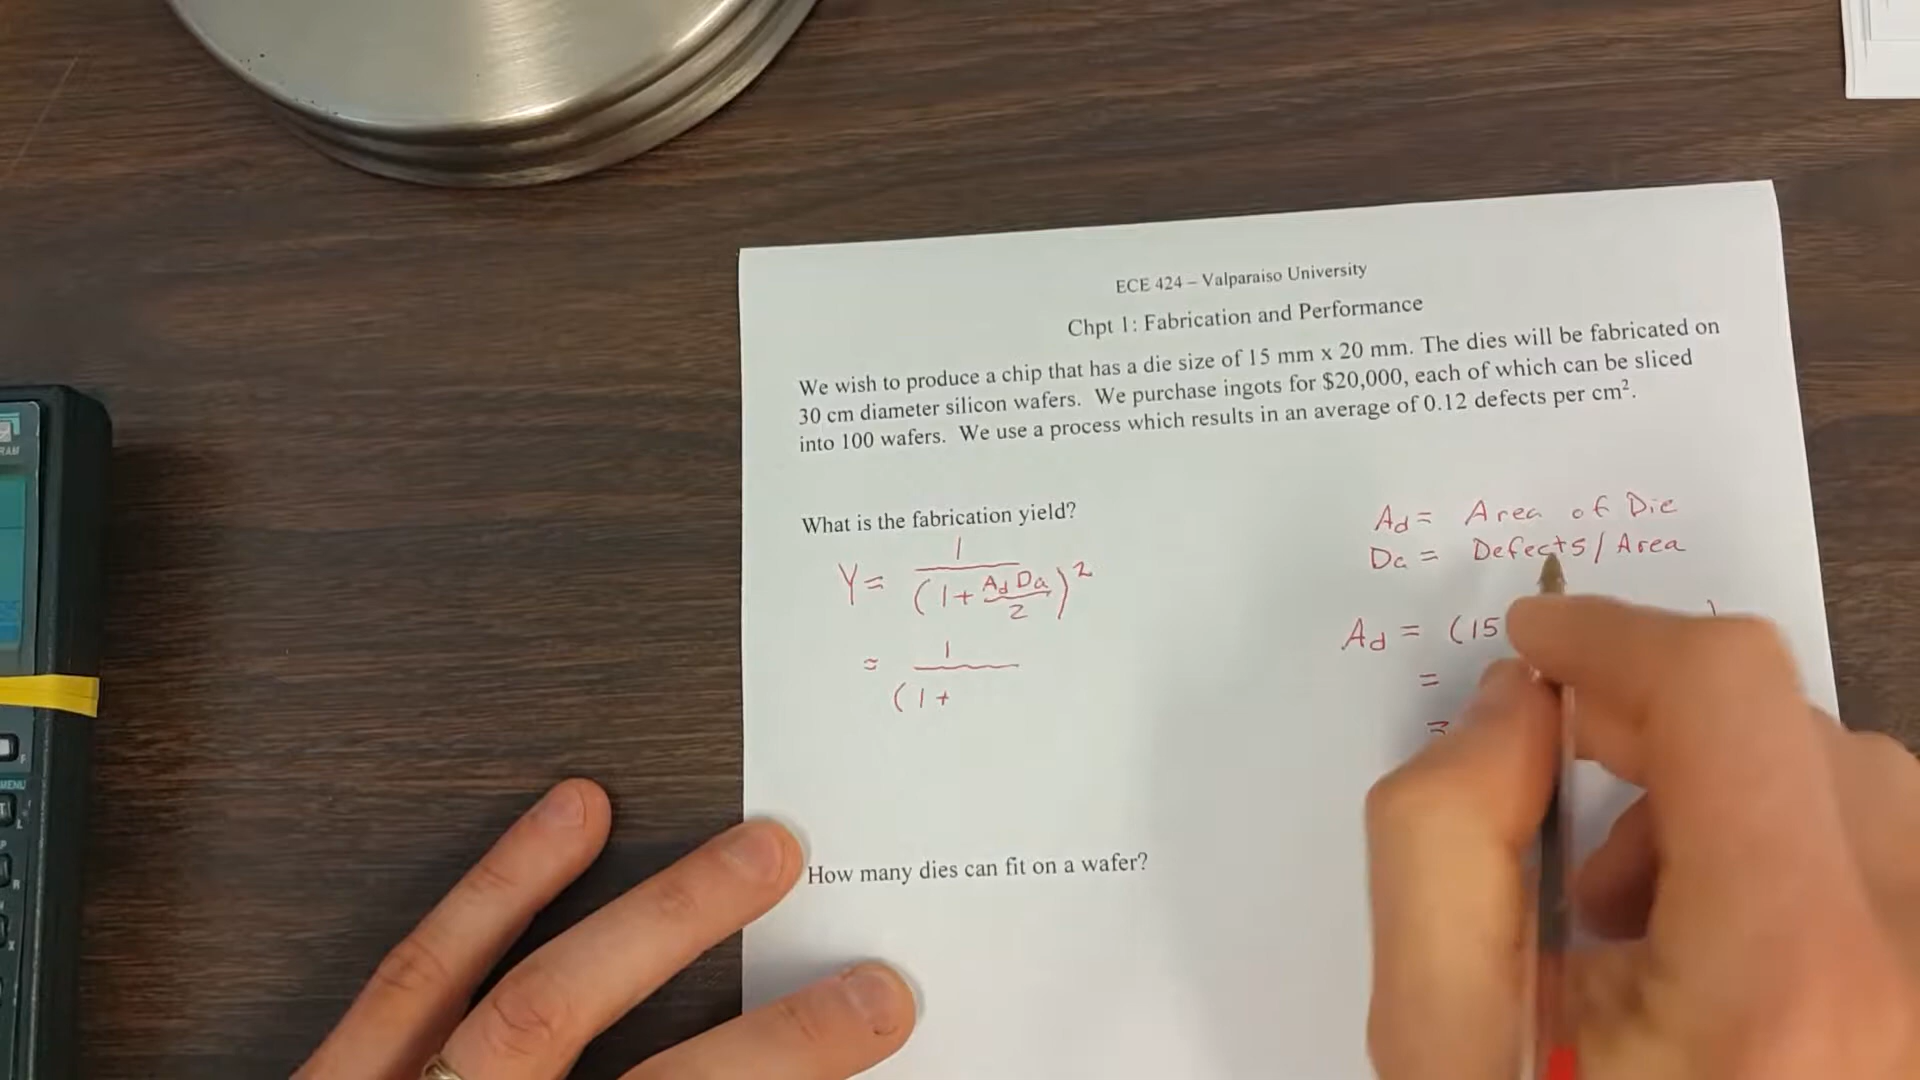 ECE 424 – Valparaiso University
Chpt 1: Fabrication and Performance
We wish to produce a chip that has a die size of 15 mm x 20 mm. The dies will be fabricated on
30 cm diameter silicon wafers. We purchase ingots for $20,000, each of which can be sliced
into 100 wafers. We use a process which results in an average of 0.12 defects per cm².
What is the fabrication yield?
Y = 1 / (1 + Ad Da / 2)²
= 1
(1 +
Ad = Area of Die
Da = Defects / Area
Ad = (15 )
=
=
How many dies can fit on a wafer?
MENU